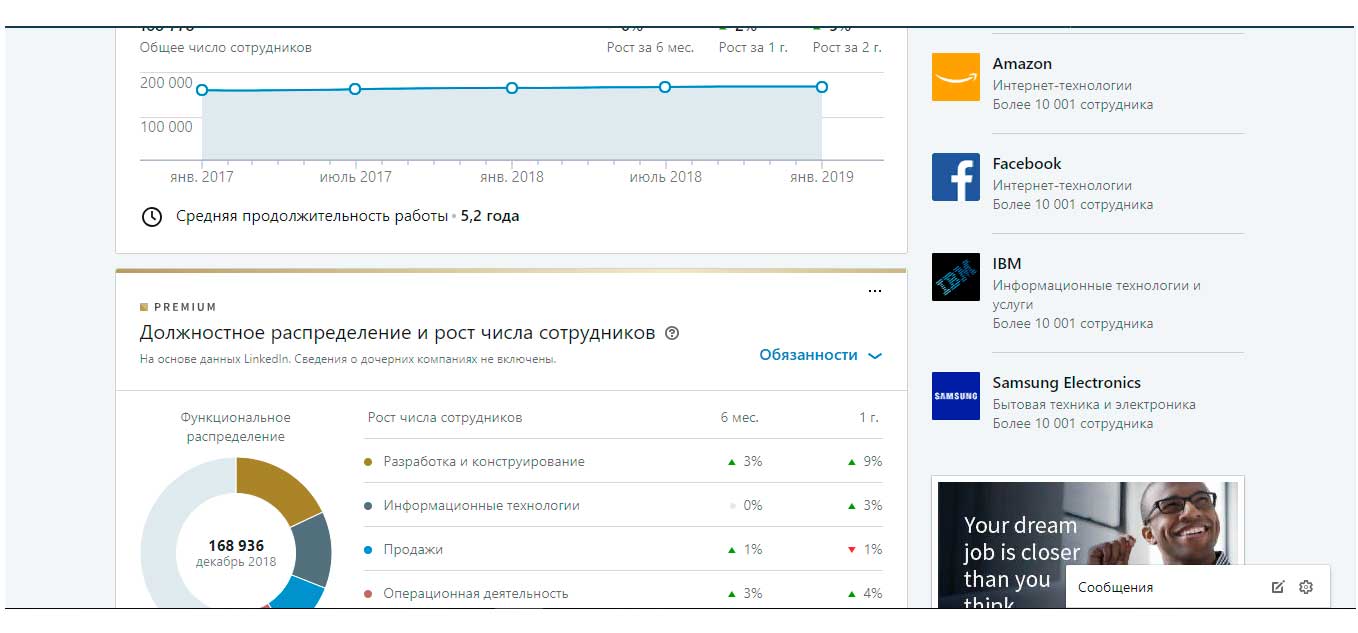 Общее число сотрудников
Рост за 6 мес.
Рост за 1 г.
Рост за 2 г.
200 000
100 000
янв. 2017
июль 2017
янв. 2018
июль 2018
янв. 2019
Средняя продолжительность работы • 5,2 года
PREMIUM
Должностное распределение и рост числа сотрудников
На основе данных LinkedIn. Сведения о дочерних компаниях не включены.
Обязанности
Функциональное
распределение
168 936
декабрь 2018
Рост числа сотрудников 6 мес. 1 г.
Разработка и конструирование 3% 9%
Информационные технологии 0% 3%
Продажи 1% 1%
Операционная деятельность 3% 4%
Amazon
Интернет-технологии
Более 10 001 сотрудника
Facebook
Интернет-технологии
Более 10 001 сотрудника
IBM
IBM
Информационные технологии и
услуги
Более 10 001 сотрудника
SAMSUNG
Samsung Electronics
Бытовая техника и электроника
Более 10 001 сотрудника
Your dream
job is closer
than you
think
Сообщения